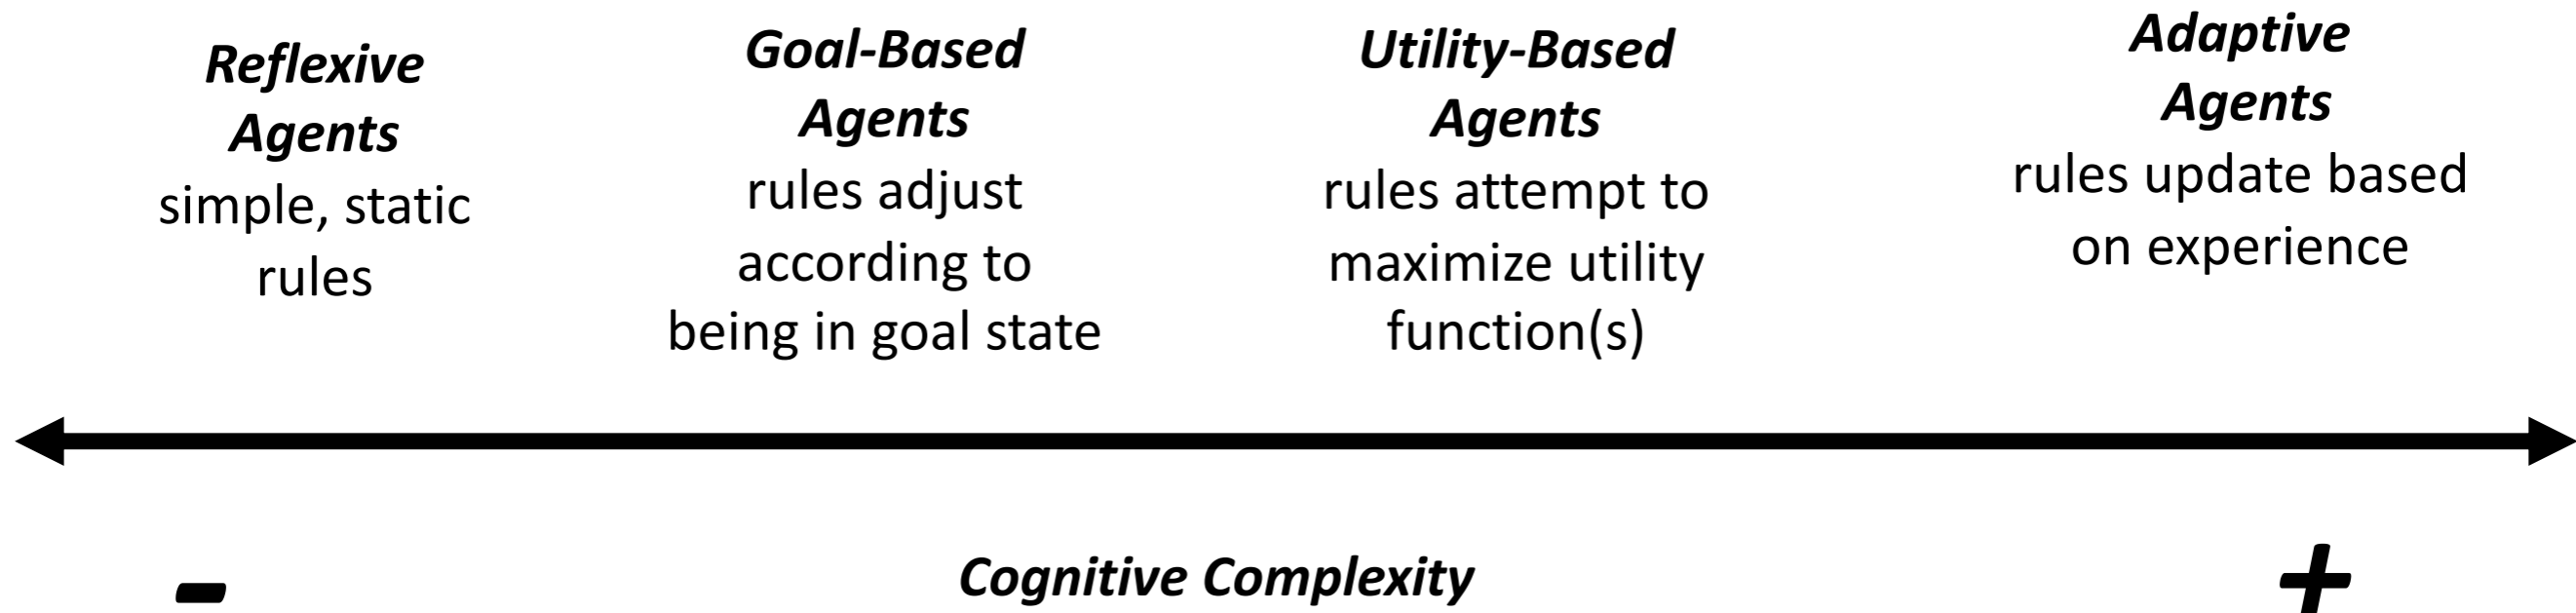 Reflexive
Agents
simple, static
rules
Goal-Based
Agents
rules adjust
according to
being in goal state
Utility-Based
Agents
rules attempt to
maximize utility
function(s)
Adaptive
Agents
rules update based
on experience
-
Cognitive Complexity
+